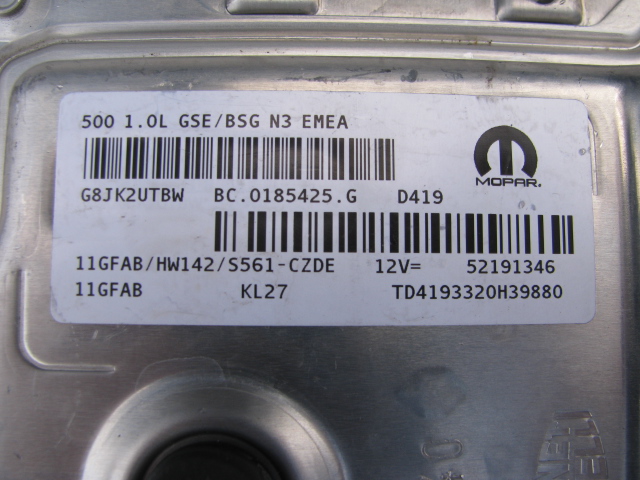 500 1.0L GSE/BSG N3 EMEA
MOPAR.
G8JK2UTBW BC.0185425.G D419
11GFAB/HW142/S561-CZDE 12V= 52191346
11GFAB KL27 TD4193320H39880